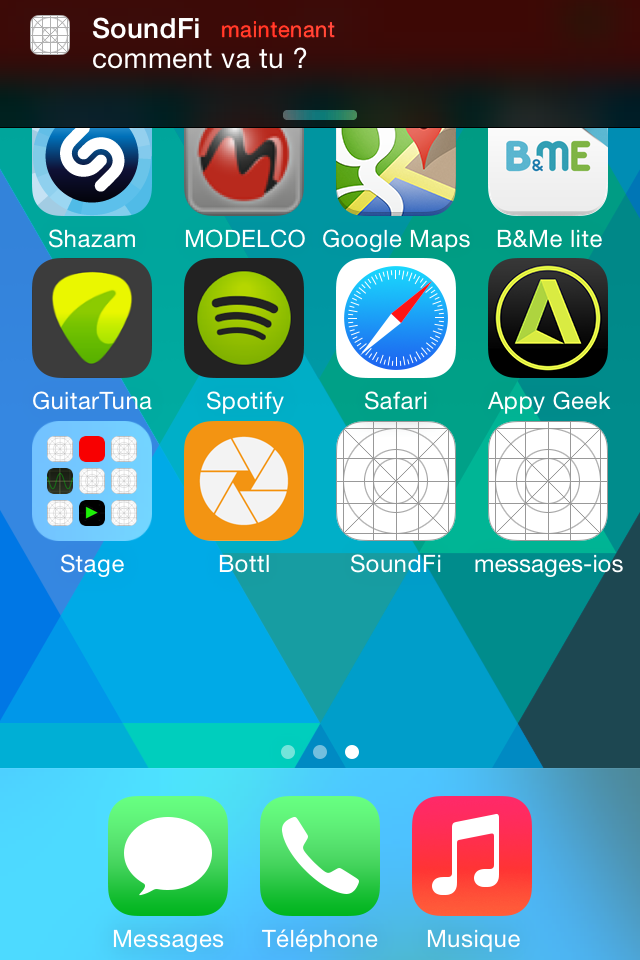 SoundFi maintenant
comment va tu ?
B&ME
Shazam MODELCO Google Maps B&Me lite
GuitarTuna Spotify Safari Appy Geek
Stage Bottl SoundFi messages-ios
Messages Téléphone Musique